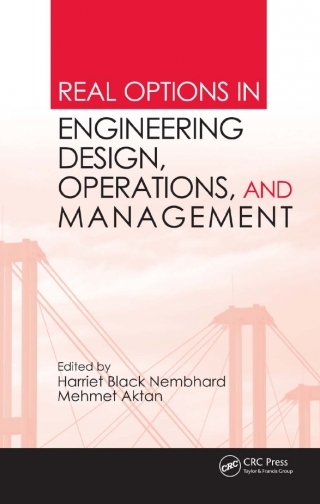 REAL OPTIONS IN
ENGINEERING
DESIGN,
OPERATIONS, AND
MANAGEMENT
Edited by
Harriet Black Nembhard
Mehmet Aktan
CRC
CRC Press
Taylor & Francis Group